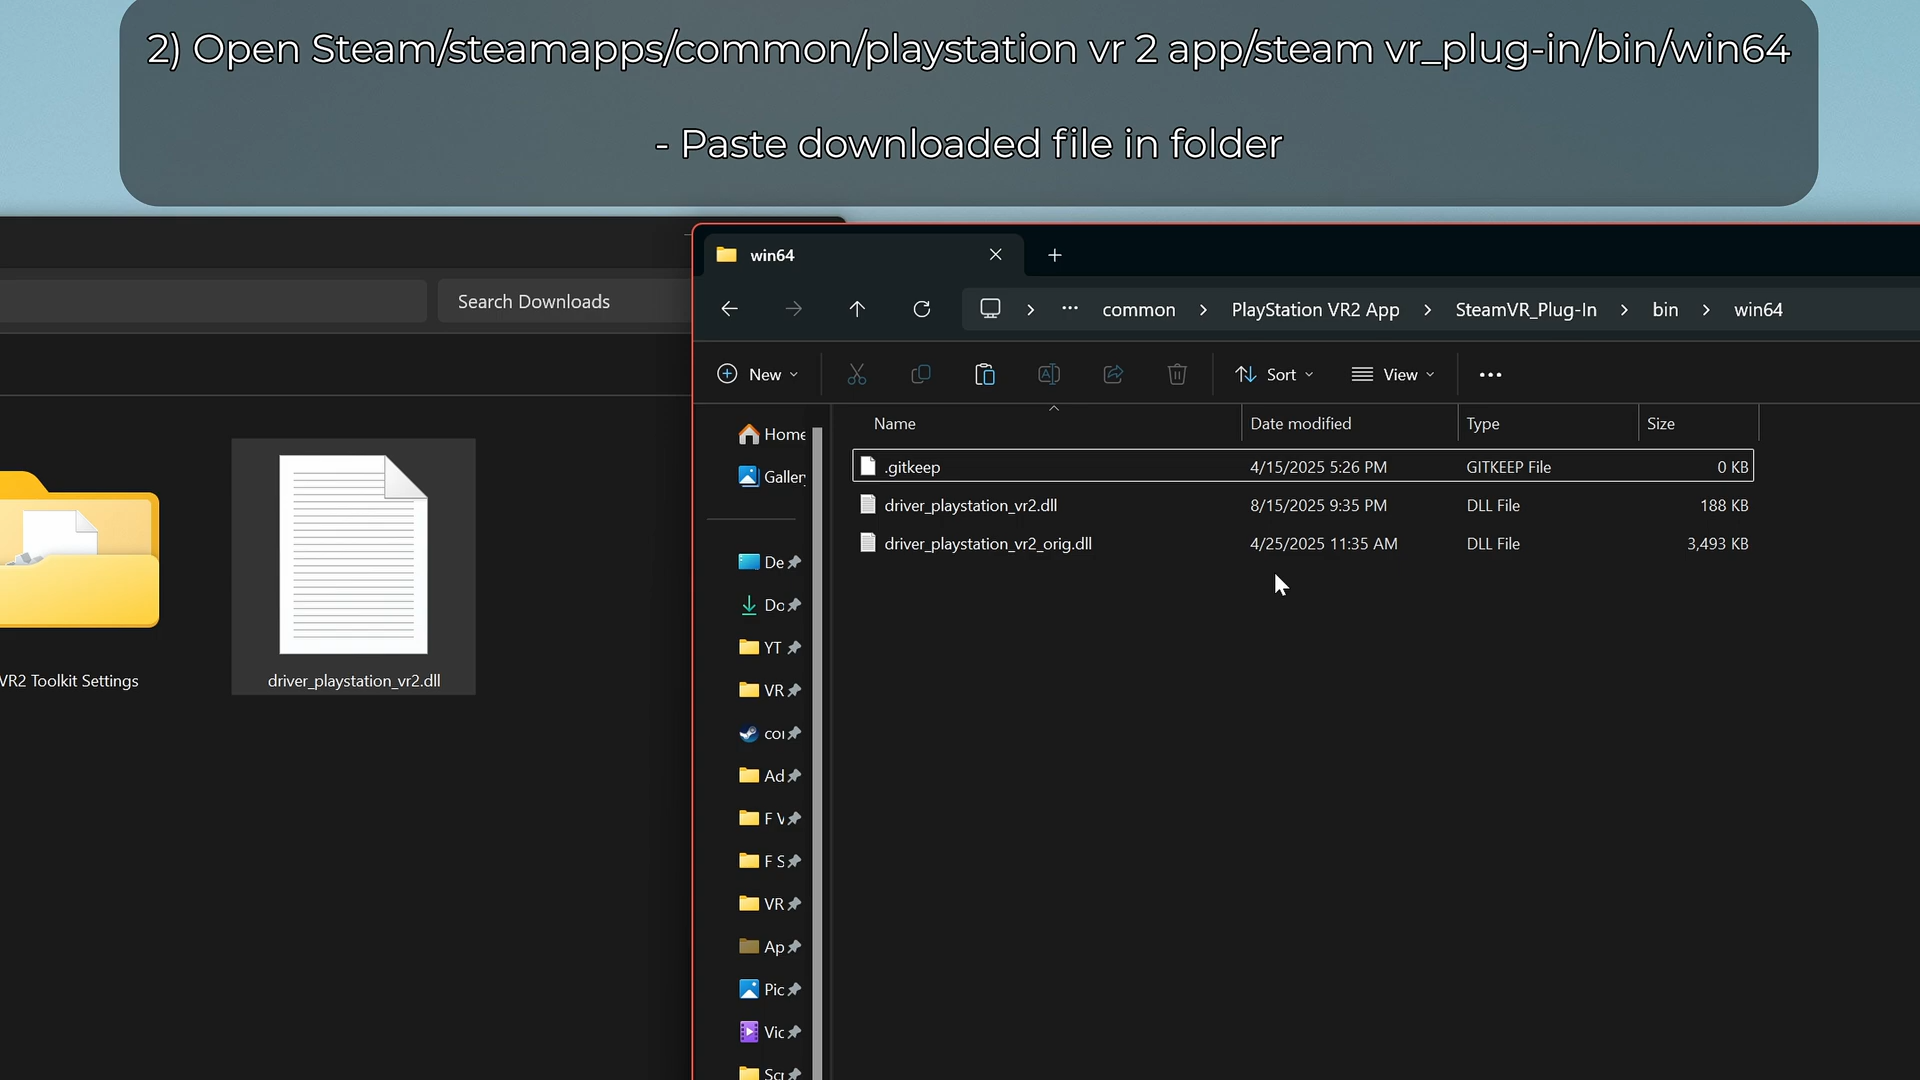 2) Open Steam/steamapps/common/playstation vr 2 app/steam vr_plug-in/bin/win64
- Paste downloaded file in folder
Search Downloads
VR2 Toolkit Settings
driver_playstation_vr2.dll
win64
common
PlayStation VR2 App
SteamVR_Plug-In
bin
win64
New
Sort
View
Name Date modified Type Size
.gitkeep 4/15/2025 5:26 PM GITKEEP File 0 KB
driver_playstation_vr2.dll 8/15/2025 9:35 PM DLL File 188 KB
driver_playstation_vr2_orig.dll 4/25/2025 11:35 AM DLL File 3,493 KB
Home
Galler
De
Do
YT
VR
Ad
F S
VR
Ap
Pic